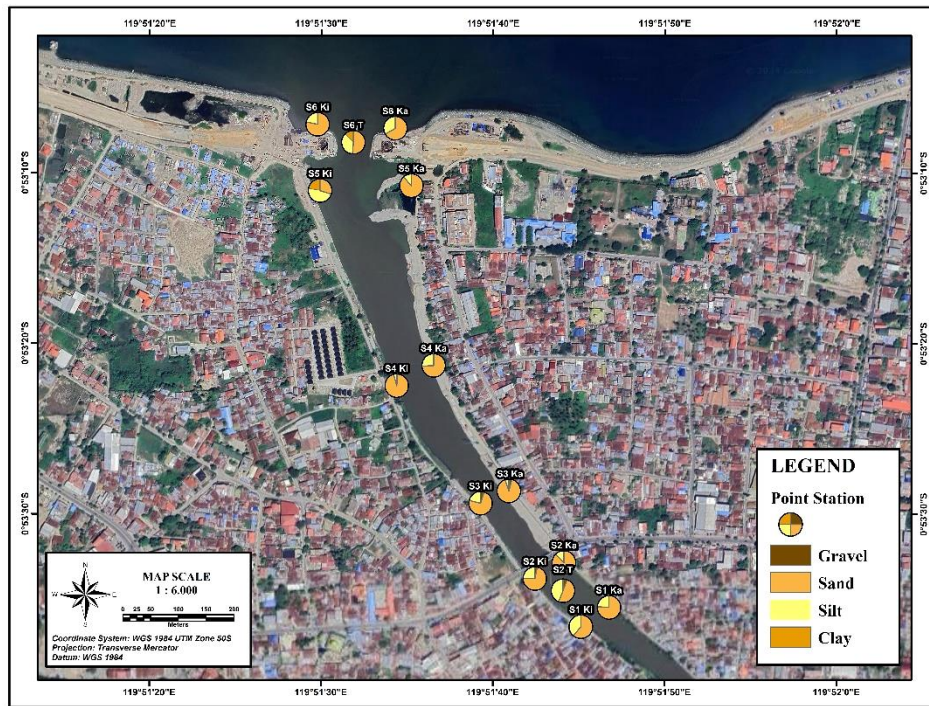 119°51'20"E 119°51'30"E 119°51'40"E 119°51'50"E 119°52'0"E
S6 Ki
S6 T
S6 Ka
S5 Ki
S5 Ka
0°53'10"S 0°53'10"S
0°53'20"S 0°53'20"S
S4 Ka
S4 Ki
S3 Ka
S3 Ki
0°53'30"S 0°53'30"S
S2 Ka
S2 Ki
S2 T
S1 Ka
S1 Ki
LEGEND
Point Station
Gravel
Sand
Silt
Clay
N
W E
S
MAP SCALE
1 : 6.000
0 25 50 100 150 200
Meters
Coordinate System: WGS 1984 UTM Zone 50S
Projection: Transverse Mercator
Datum: WGS 1984
119°51'20"E 119°51'30"E 119°51'40"E 119°51'50"E 119°52'0"E